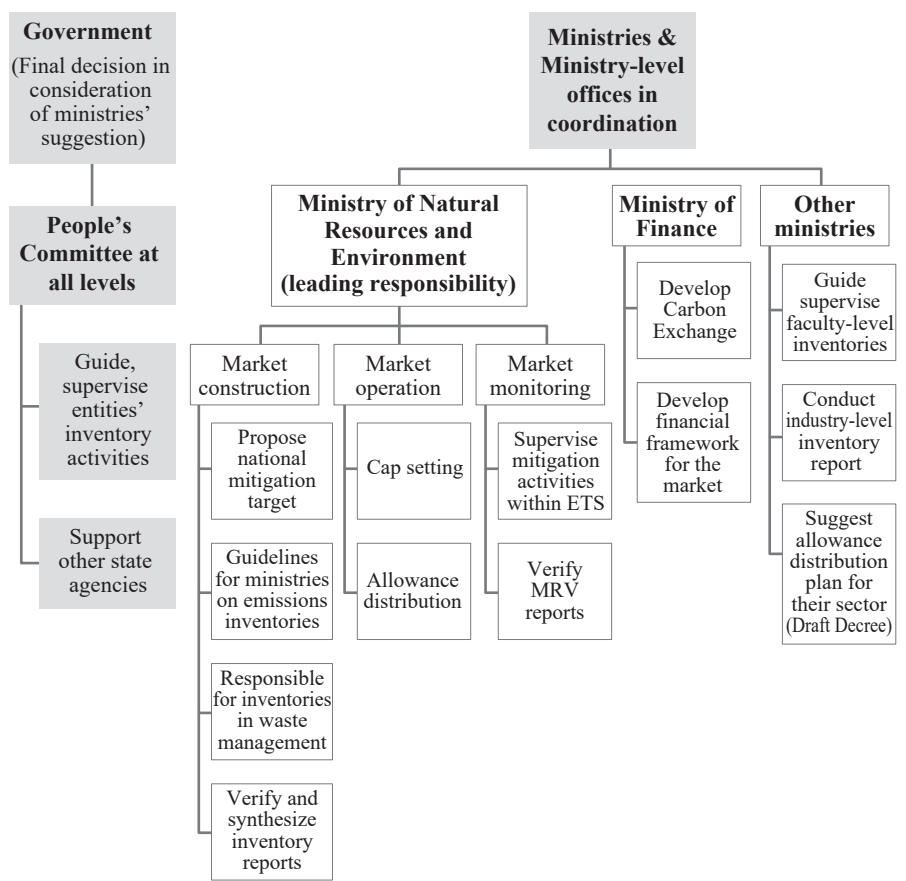 Government
(Final decision in
consideration
of ministries’
suggestion)
People’s
Committee at
all levels
Guide,
supervise
entities’
inventory
activities
Support
other state
agencies
Ministries &
Ministry-level
offices in
coordination
Ministry of Natural
Resources and
Environment
(leading responsibility)
Market
construction
Propose
national
mitigation
target
Guidelines
for ministries
on emissions
inventories
Responsible
for inventories
in waste
management
Verify and
synthesize
inventory
reports
Market
operation
Cap setting
Allowance
distribution
Market
monitoring
Supervise
mitigation
activities
within ETS
Verify
MRV
reports
Ministry of
Finance
Develop
Carbon
Exchange
Develop
financial
framework
for the
market
Other
ministries
Guide
supervise
faculty-level
inventories
Conduct
industry-level
inventory
report
Suggest
allowance
distribution
plan for
their sector
(Draft Decree)